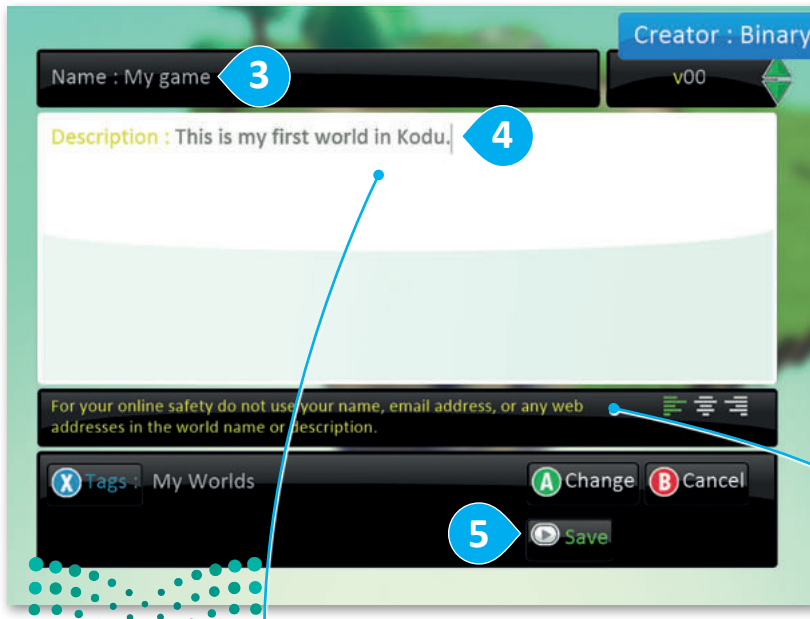 Creator : Binary
Name : My game
3
v00
Description : This is my first world in Kodu.
4
For your online safety do not use your name, email address, or any web
addresses in the world name or description.
X Tags : My Worlds
A Change
B Cancel
5
Save